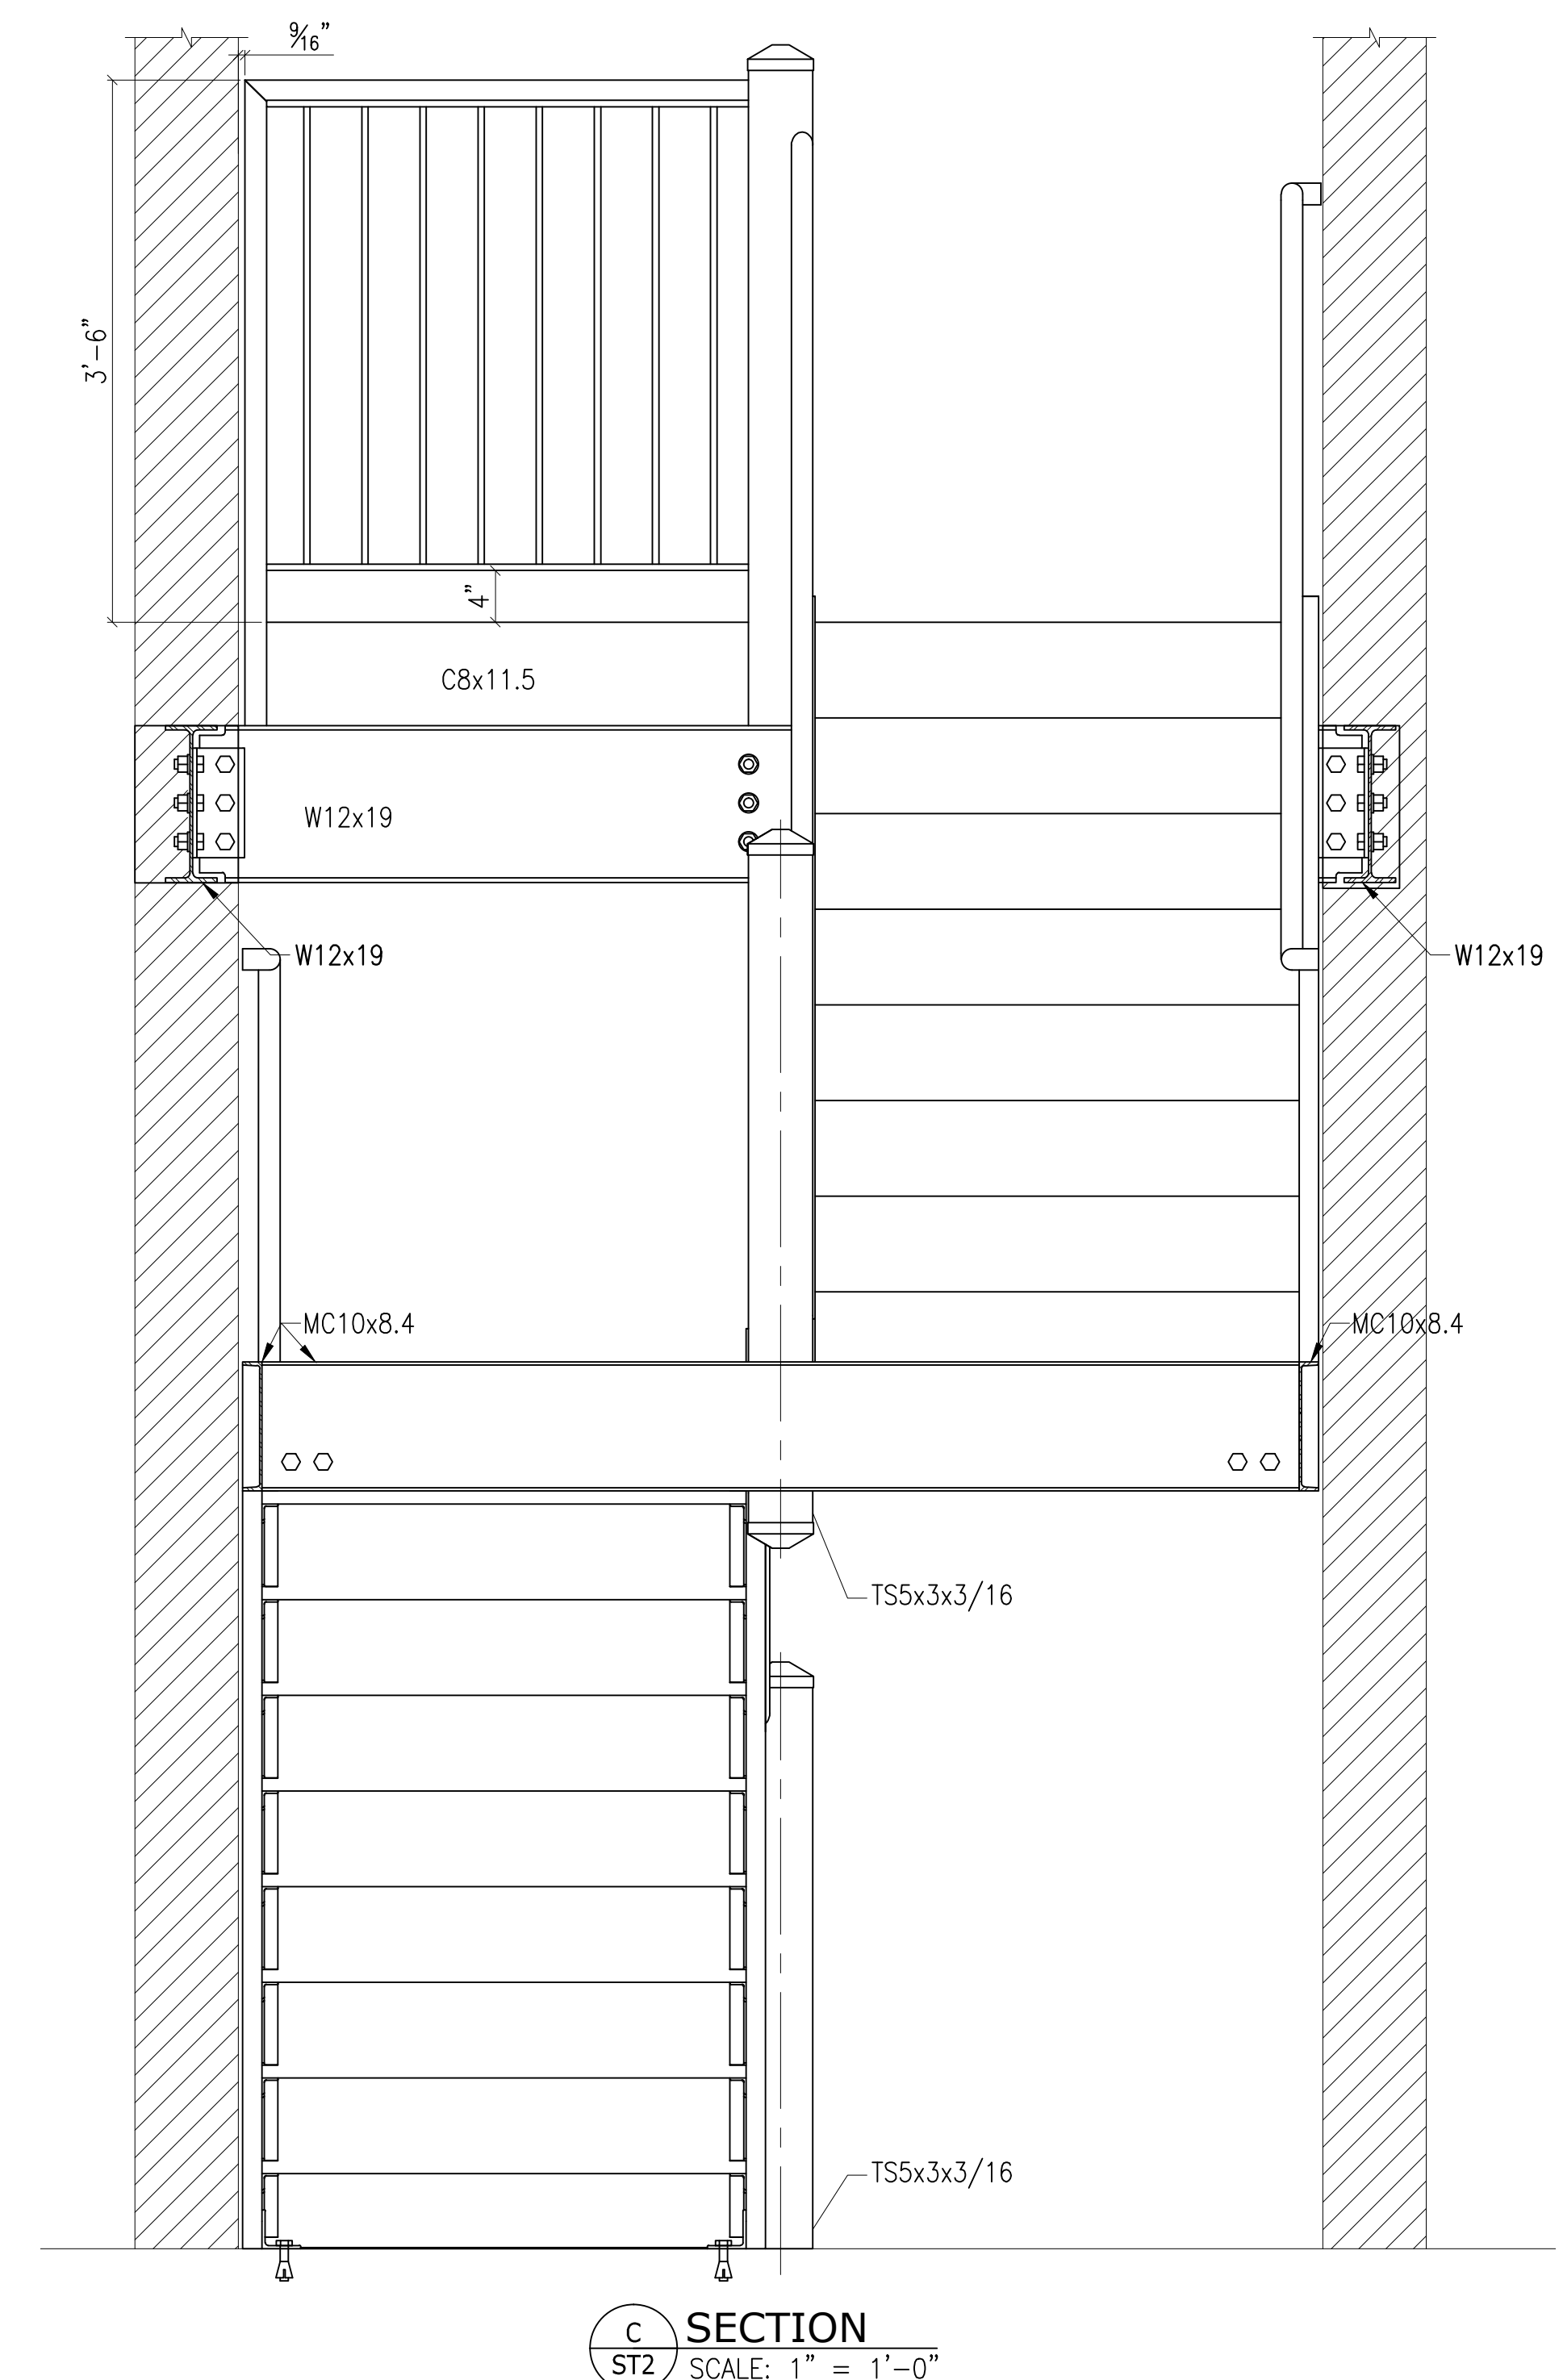 9/16"
3'-6"
4"
C8x11.5
W12x19
W12x19
W12x19
MC10x8.4
MC10x8.4
TS5x3x3/16
TS5x3x3/16
C
ST2
SECTION
SCALE: 1" = 1'-0"